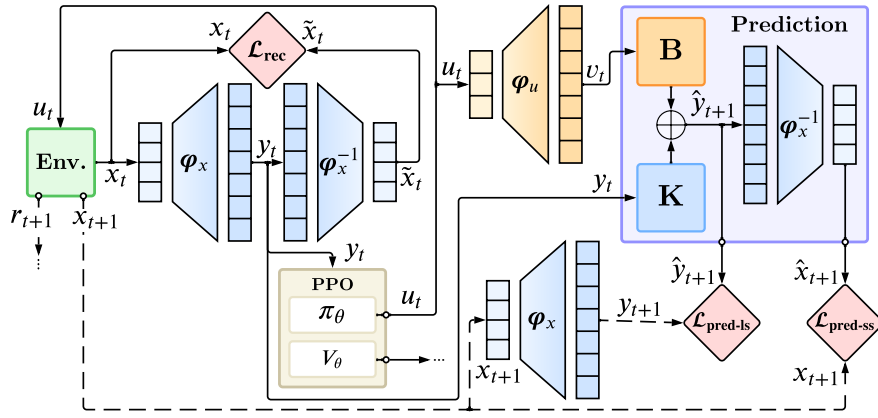 x_t
x̃_t
𝓛_rec
u_t
φ_u
v_t
B
Prediction
ŷ_{t+1}
φ_x^{-1}
u_t
Env.
x_t
φ_x
y_t
φ_x^{-1}
x̃_t
y_t
K
r_{t+1}
x_{t+1}
...
y_t
PPO
π_θ
u_t
V_θ
...
x_{t+1}
φ_x
y_{t+1}
ŷ_{t+1}
x̂_{t+1}
𝓛_pred-ls
𝓛_pred-ss
x_{t+1}